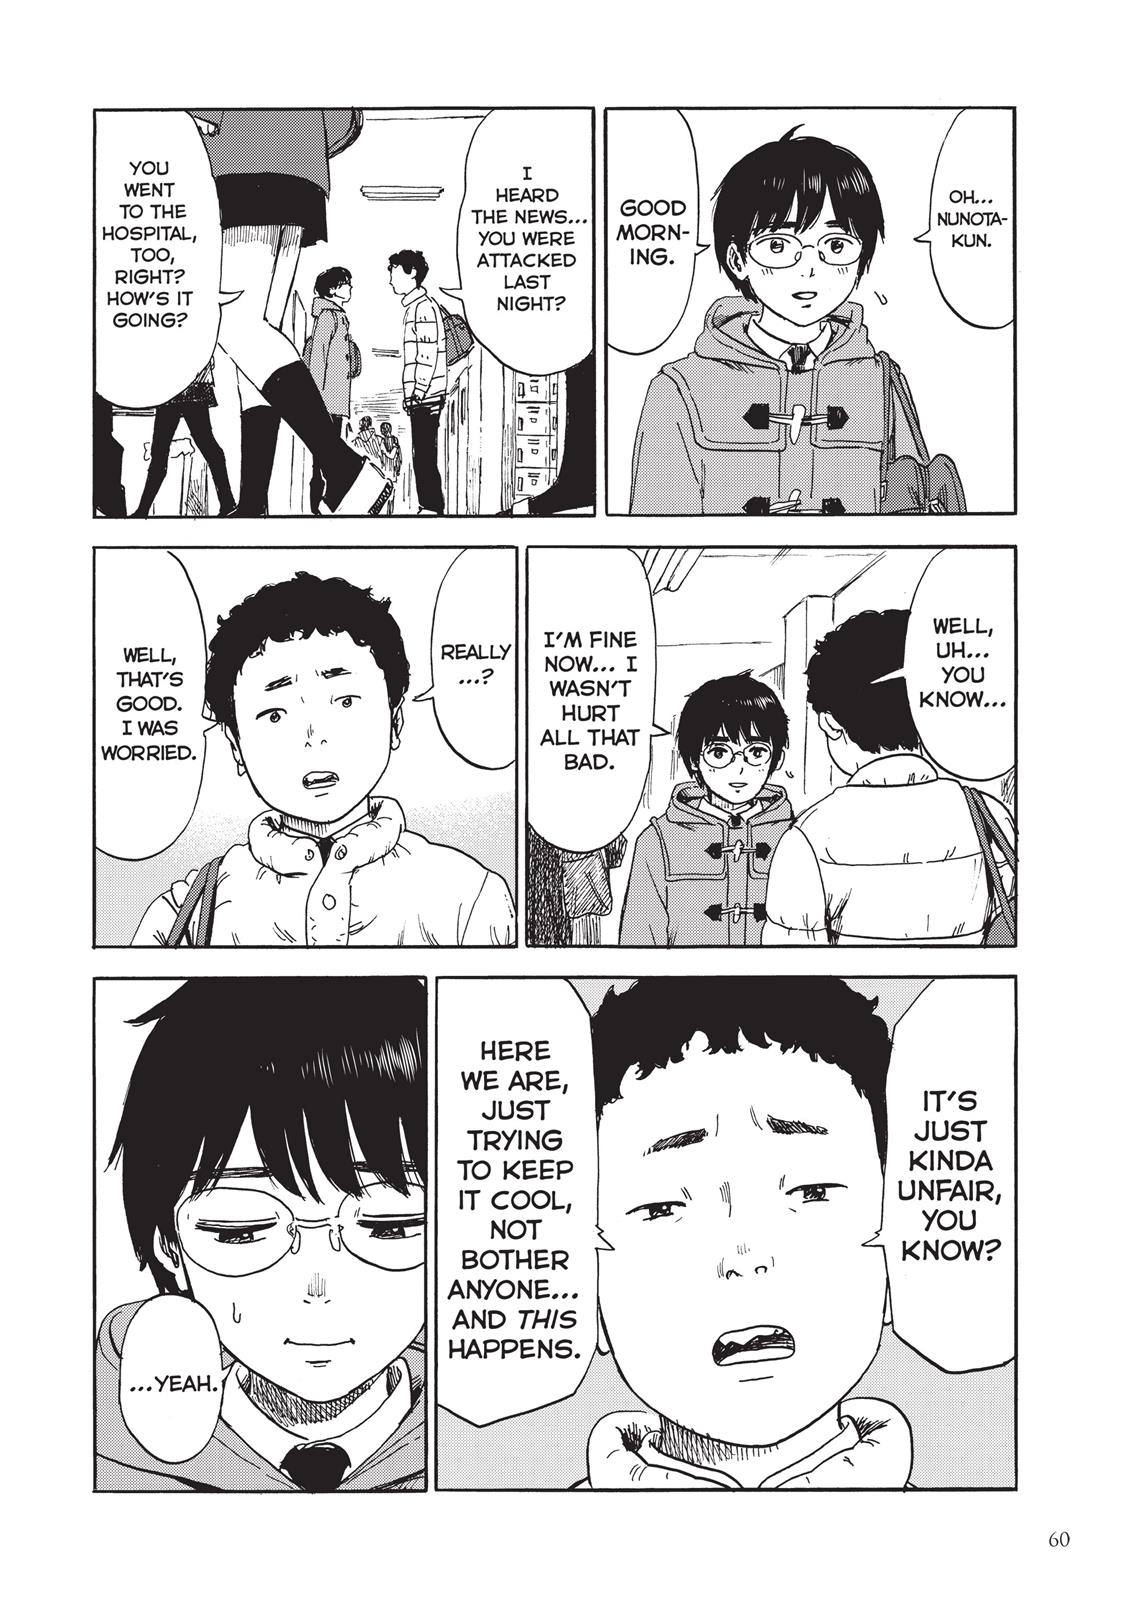 OH...
NUNOTA-
KUN.
GOOD
MORN-
ING.
I
HEARD
THE NEWS...
YOU WERE
ATTACKED
LAST
NIGHT?
YOU
WENT
TO THE
HOSPITAL,
TOO,
RIGHT?
HOW'S IT
GOING?
WELL,
UH...
YOU
KNOW...
I'M FINE
NOW... I
WASN'T
HURT
ALL THAT
BAD.
REALLY
...?
WELL,
THAT'S
GOOD.
I WAS
WORRIED.
IT'S
JUST
KINDA
UNFAIR,
YOU
KNOW?
HERE
WE ARE,
JUST
TRYING
TO KEEP
IT COOL,
NOT
BOTHER
ANYONE...
AND THIS
HAPPENS.
...YEAH.
60